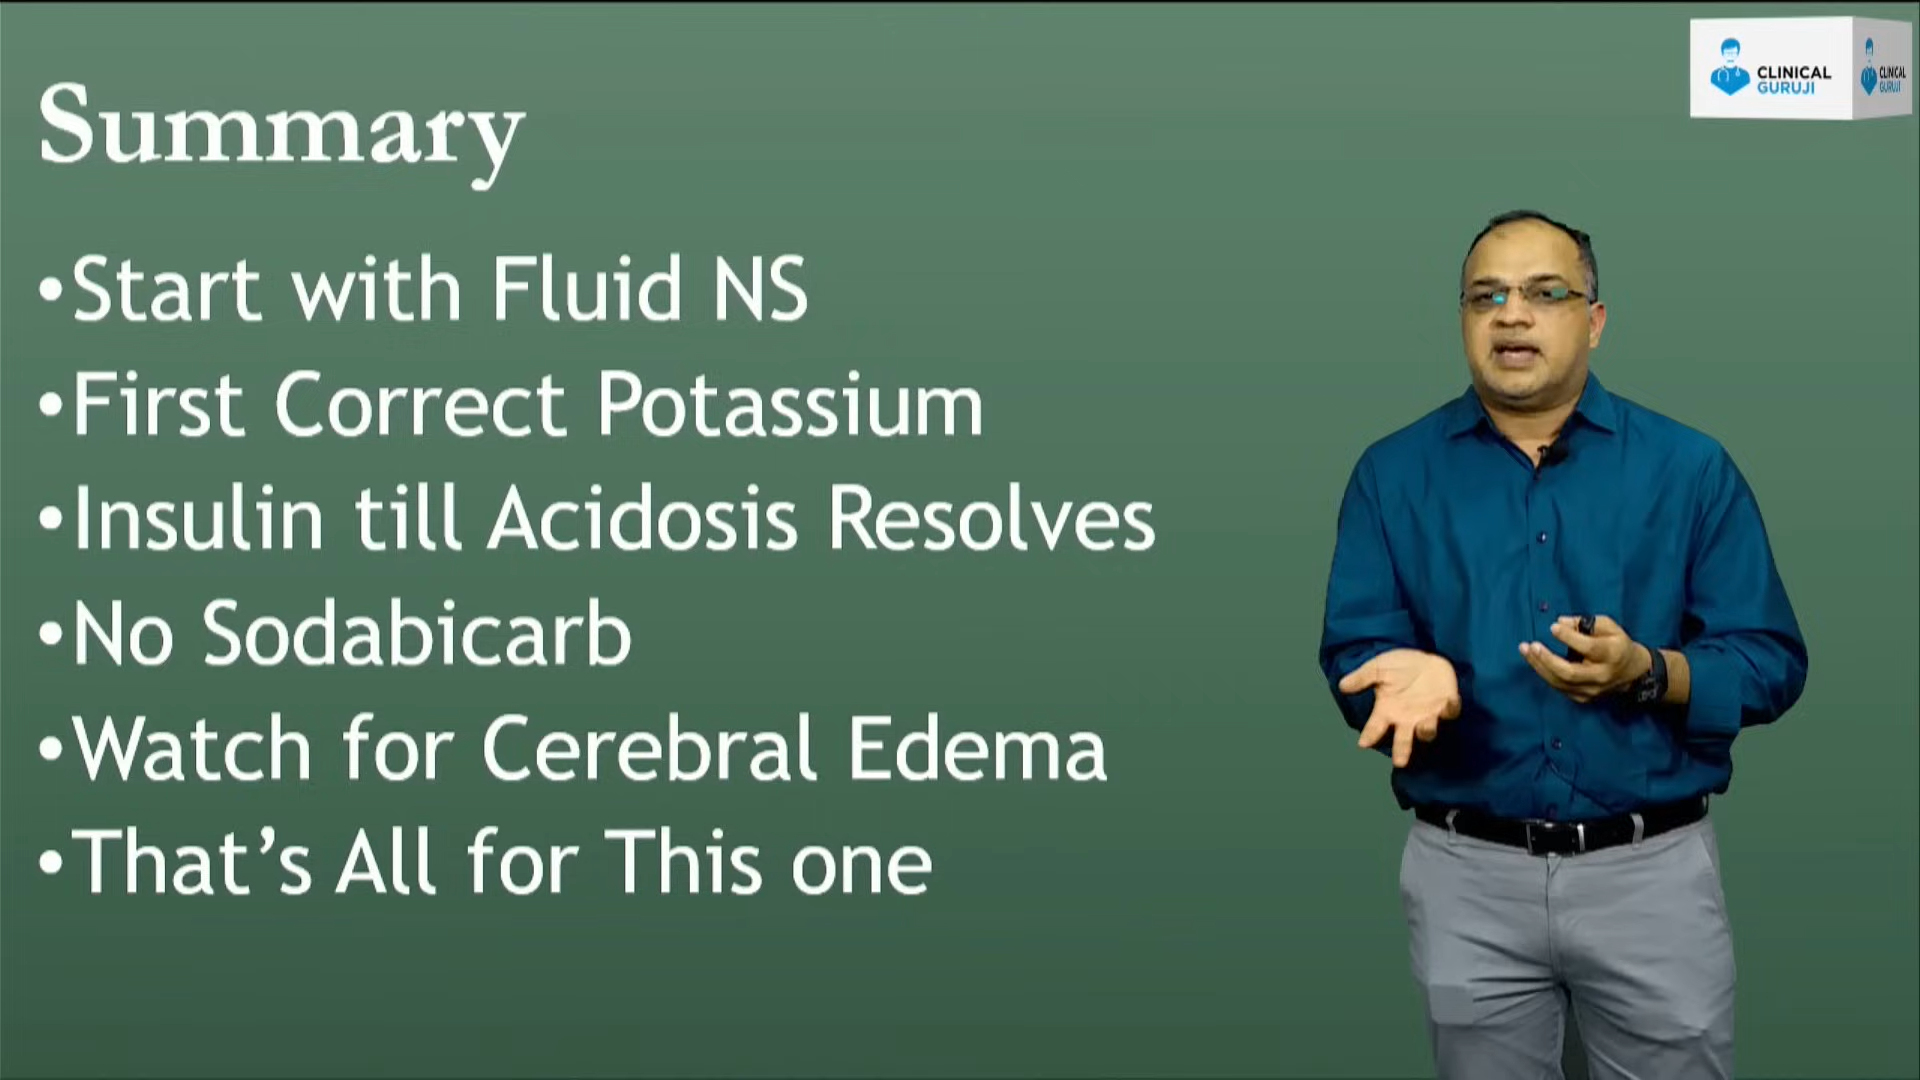 Summary
•Start with Fluid NS
•First Correct Potassium
•Insulin till Acidosis Resolves
•No Sodabicarb
•Watch for Cerebral Edema
•That's All for This one
CLINICAL
GURUJI
CLINICAL
GURUJI